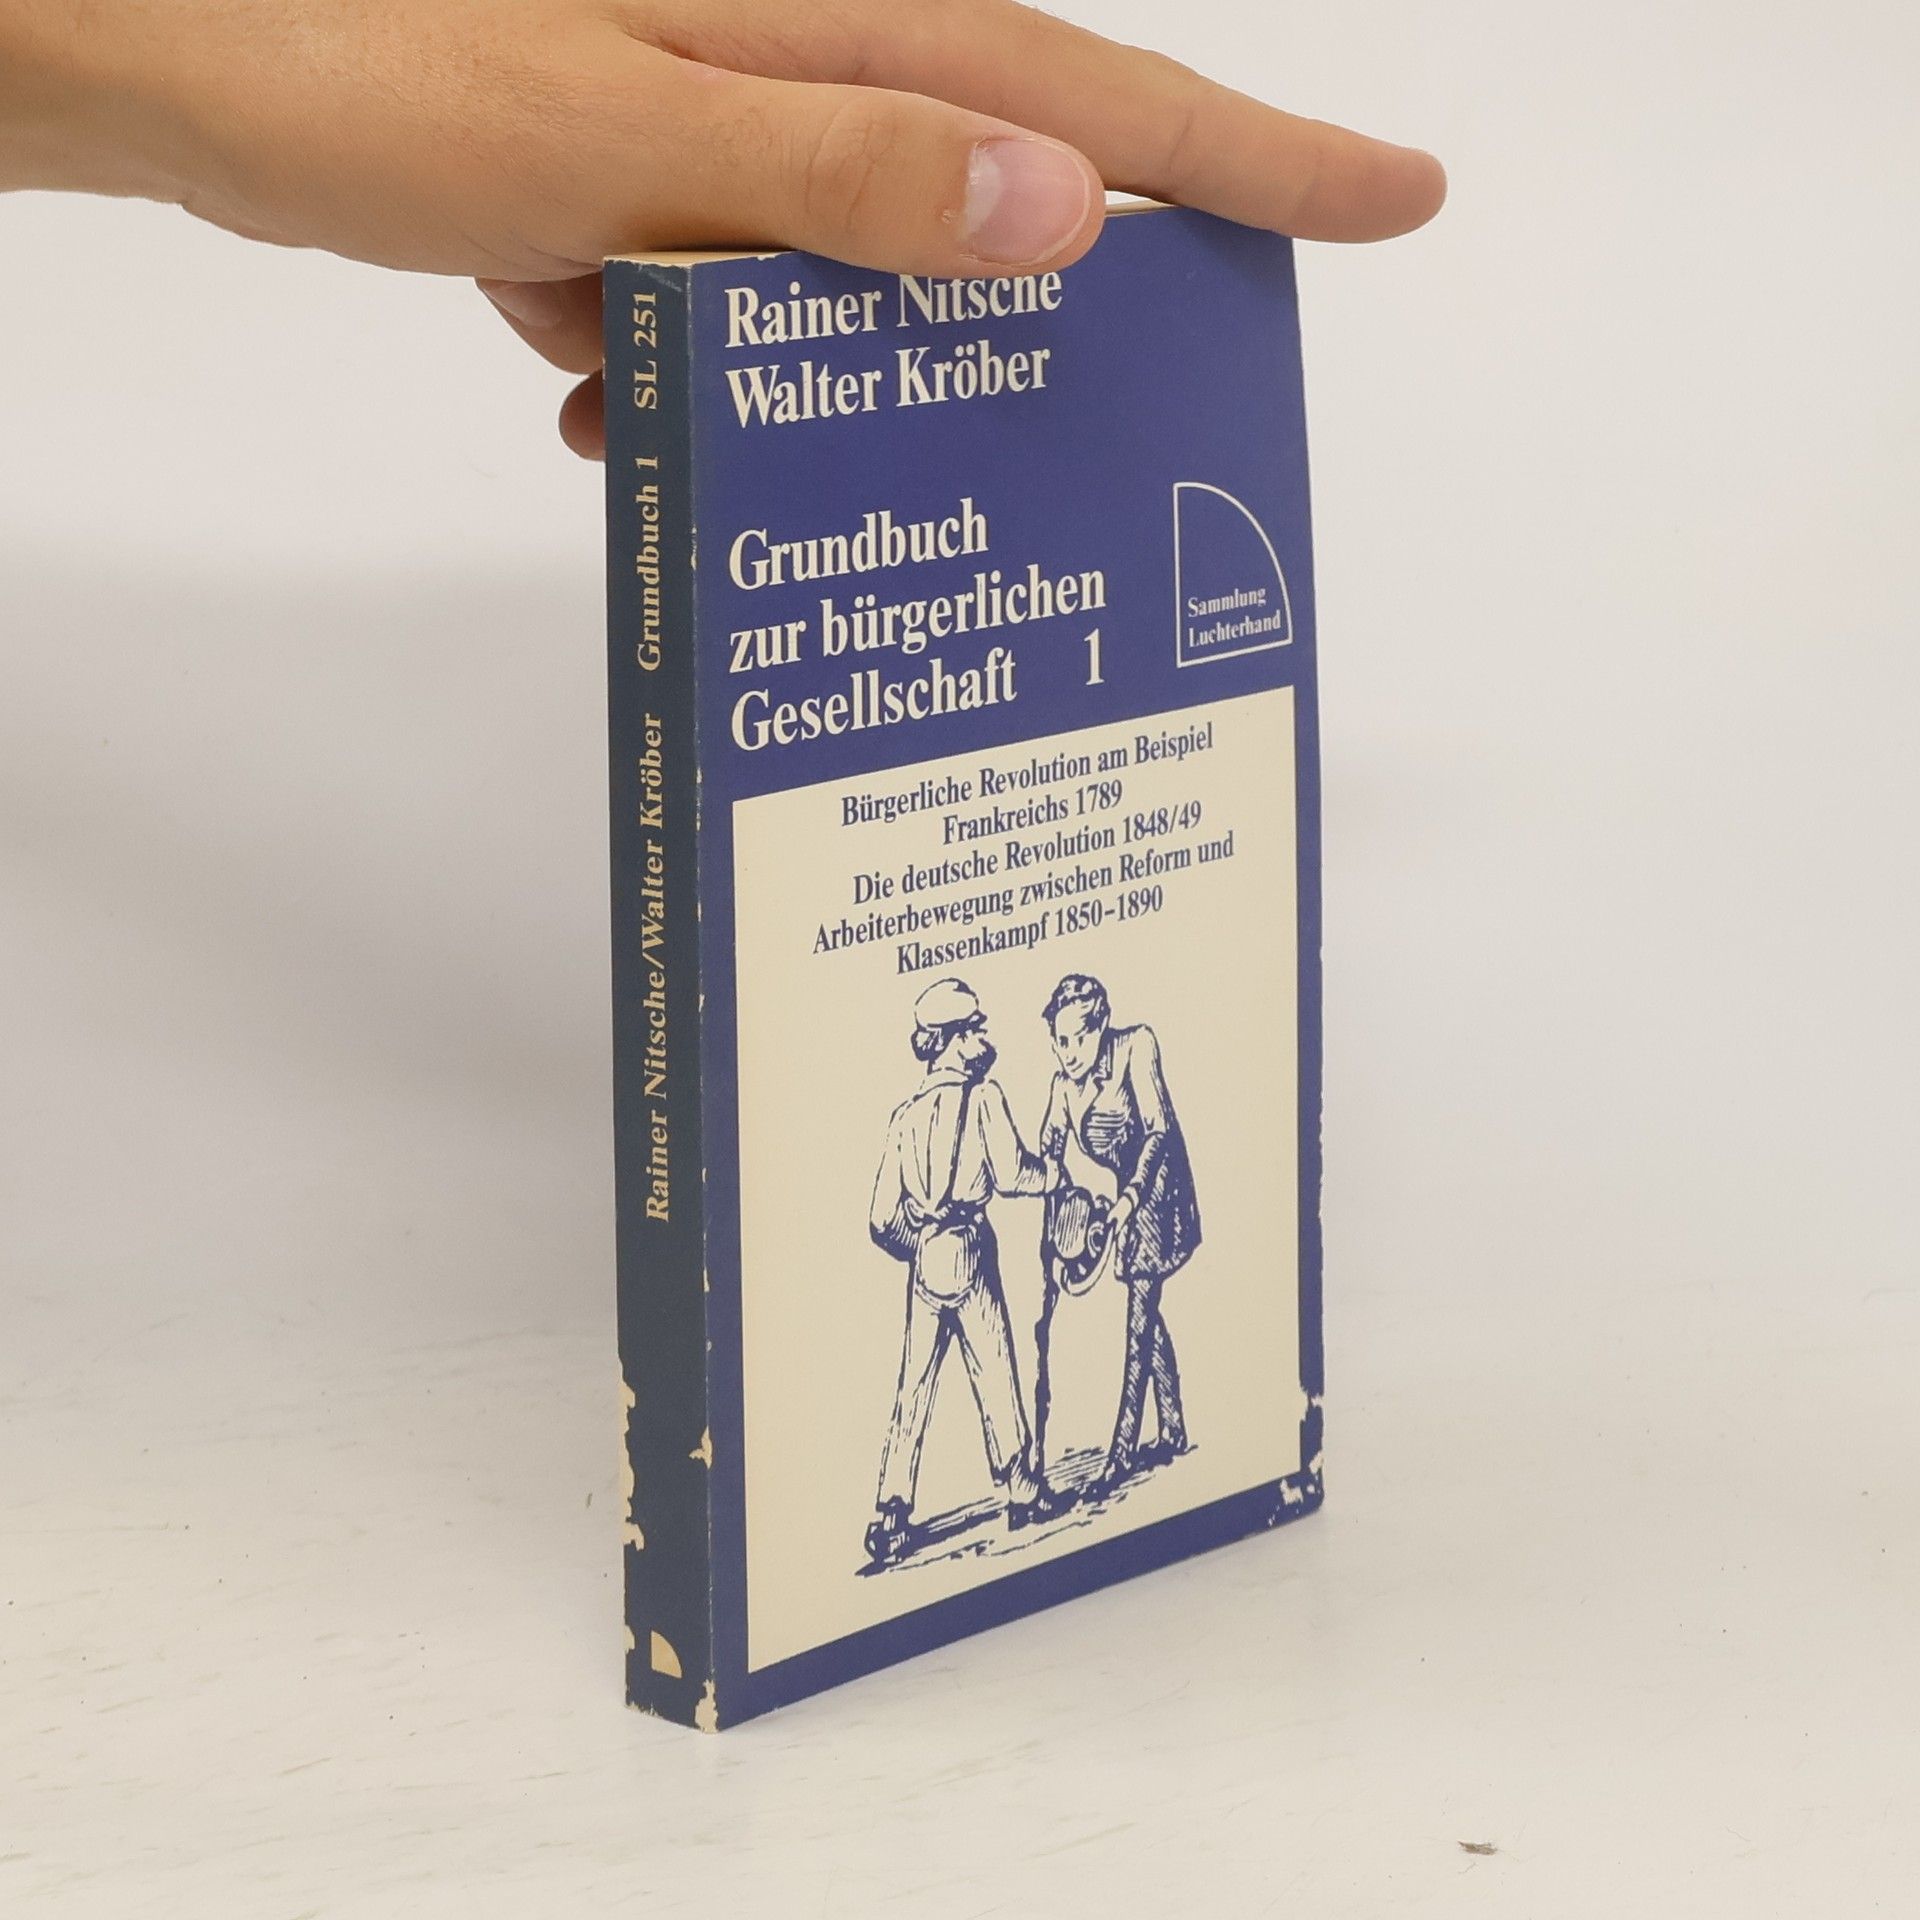 Rainer Nitsche
Walter Kröber
Grundbuch
zur bürgerlichen
Gesellschaft 1
Sammlung
Luchterhand
Bürgerliche Revolution am Beispiel
Frankreichs 1789
Die deutsche Revolution 1848/49
Arbeiterbewegung zwischen Reform und
Klassenkampf 1850-1890
Rainer Nitsche/Walter Kröber Grundbuch 1 SL 251